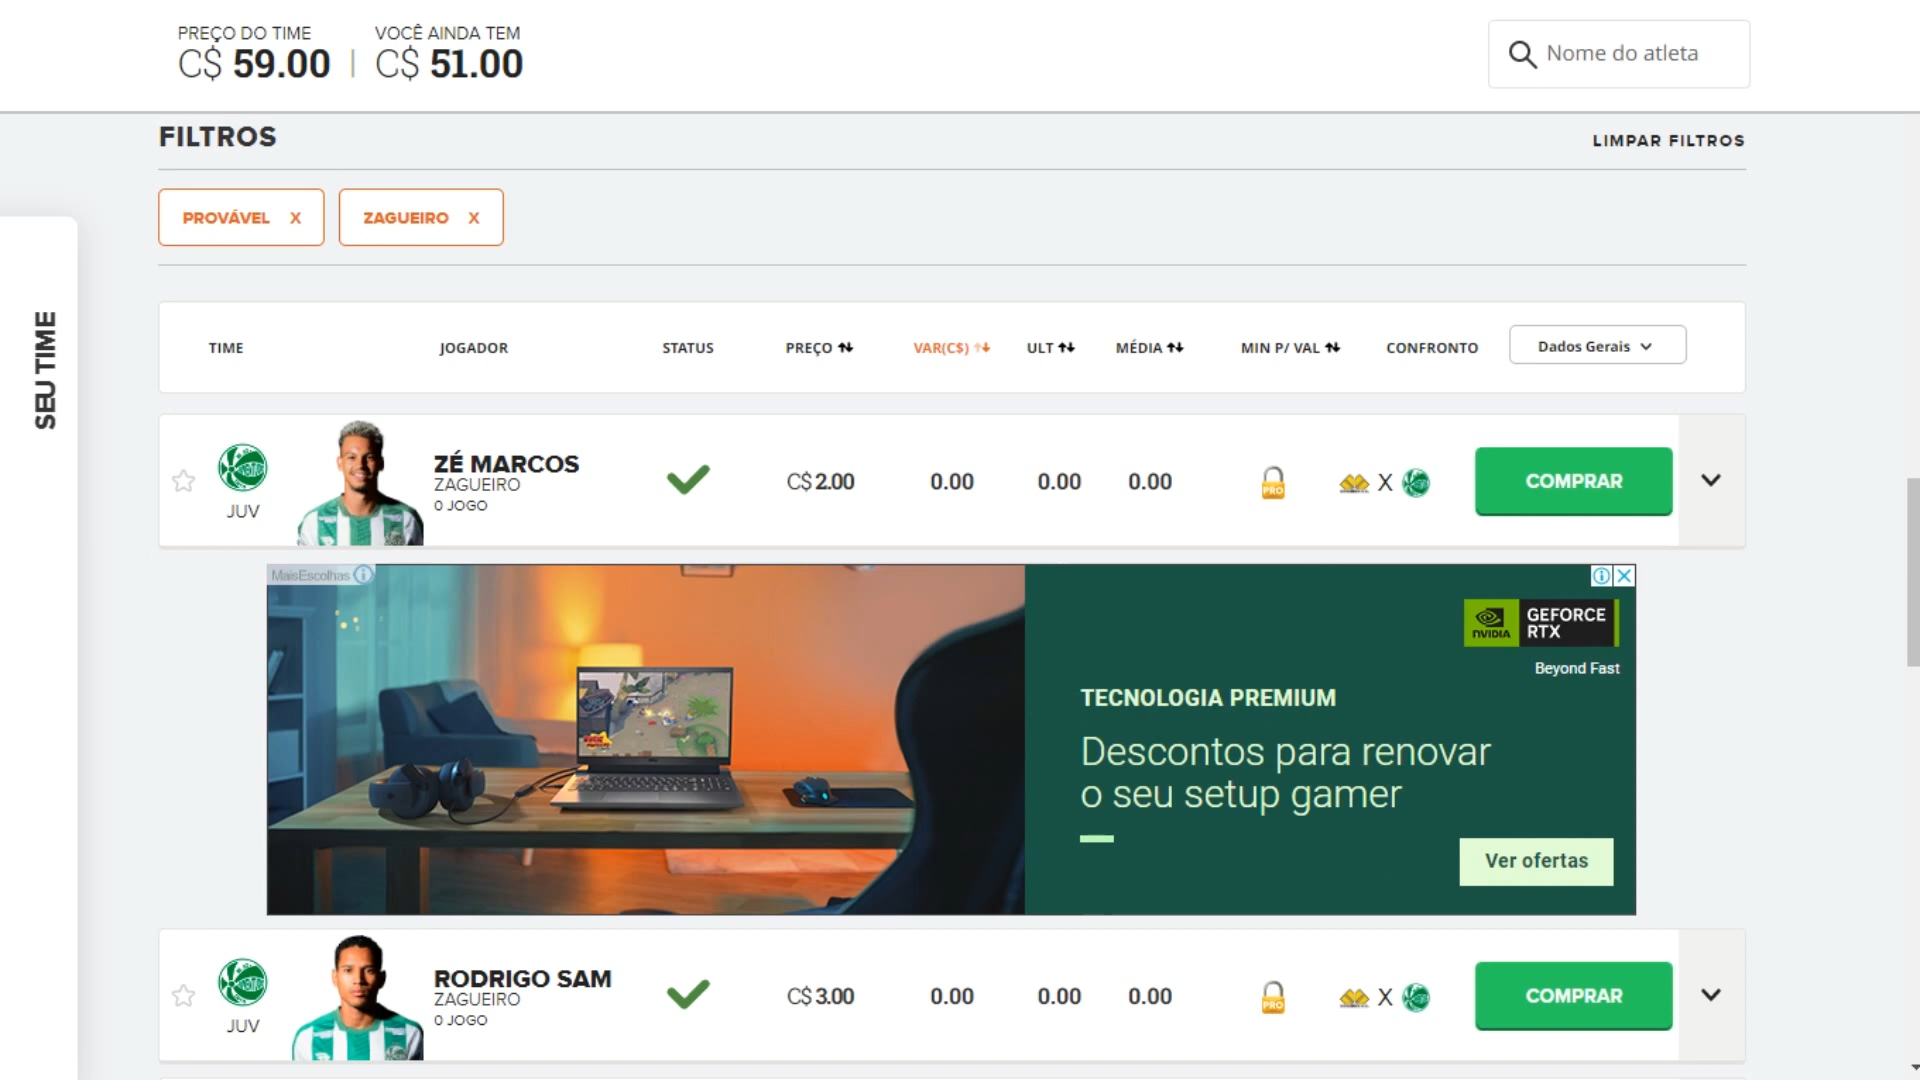 PREÇO DO TIME
C$ 59.00
VOCÊ AINDA TEM
C$ 51.00
Nome do atleta
FILTROS
LIMPAR FILTROS
PROVÁVEL X
ZAGUEIRO X
SEU TIME
TIME JOGADOR STATUS PREÇO VAR(C$) ULT MÉDIA MIN P/ VAL CONFRONTO Dados Gerais
JUV
ZÉ MARCOS
ZAGUEIRO
0 JOGO
C$ 2.00 0.00 0.00 0.00 PRO X COMPRAR
MaisEscolhas
NVIDIA
GEFORCE
RTX
Beyond Fast
TECNOLOGIA PREMIUM
Descontos para renovar
o seu setup gamer
Ver ofertas
JUV
RODRIGO SAM
ZAGUEIRO
0 JOGO
C$ 3.00 0.00 0.00 0.00 PRO X COMPRAR